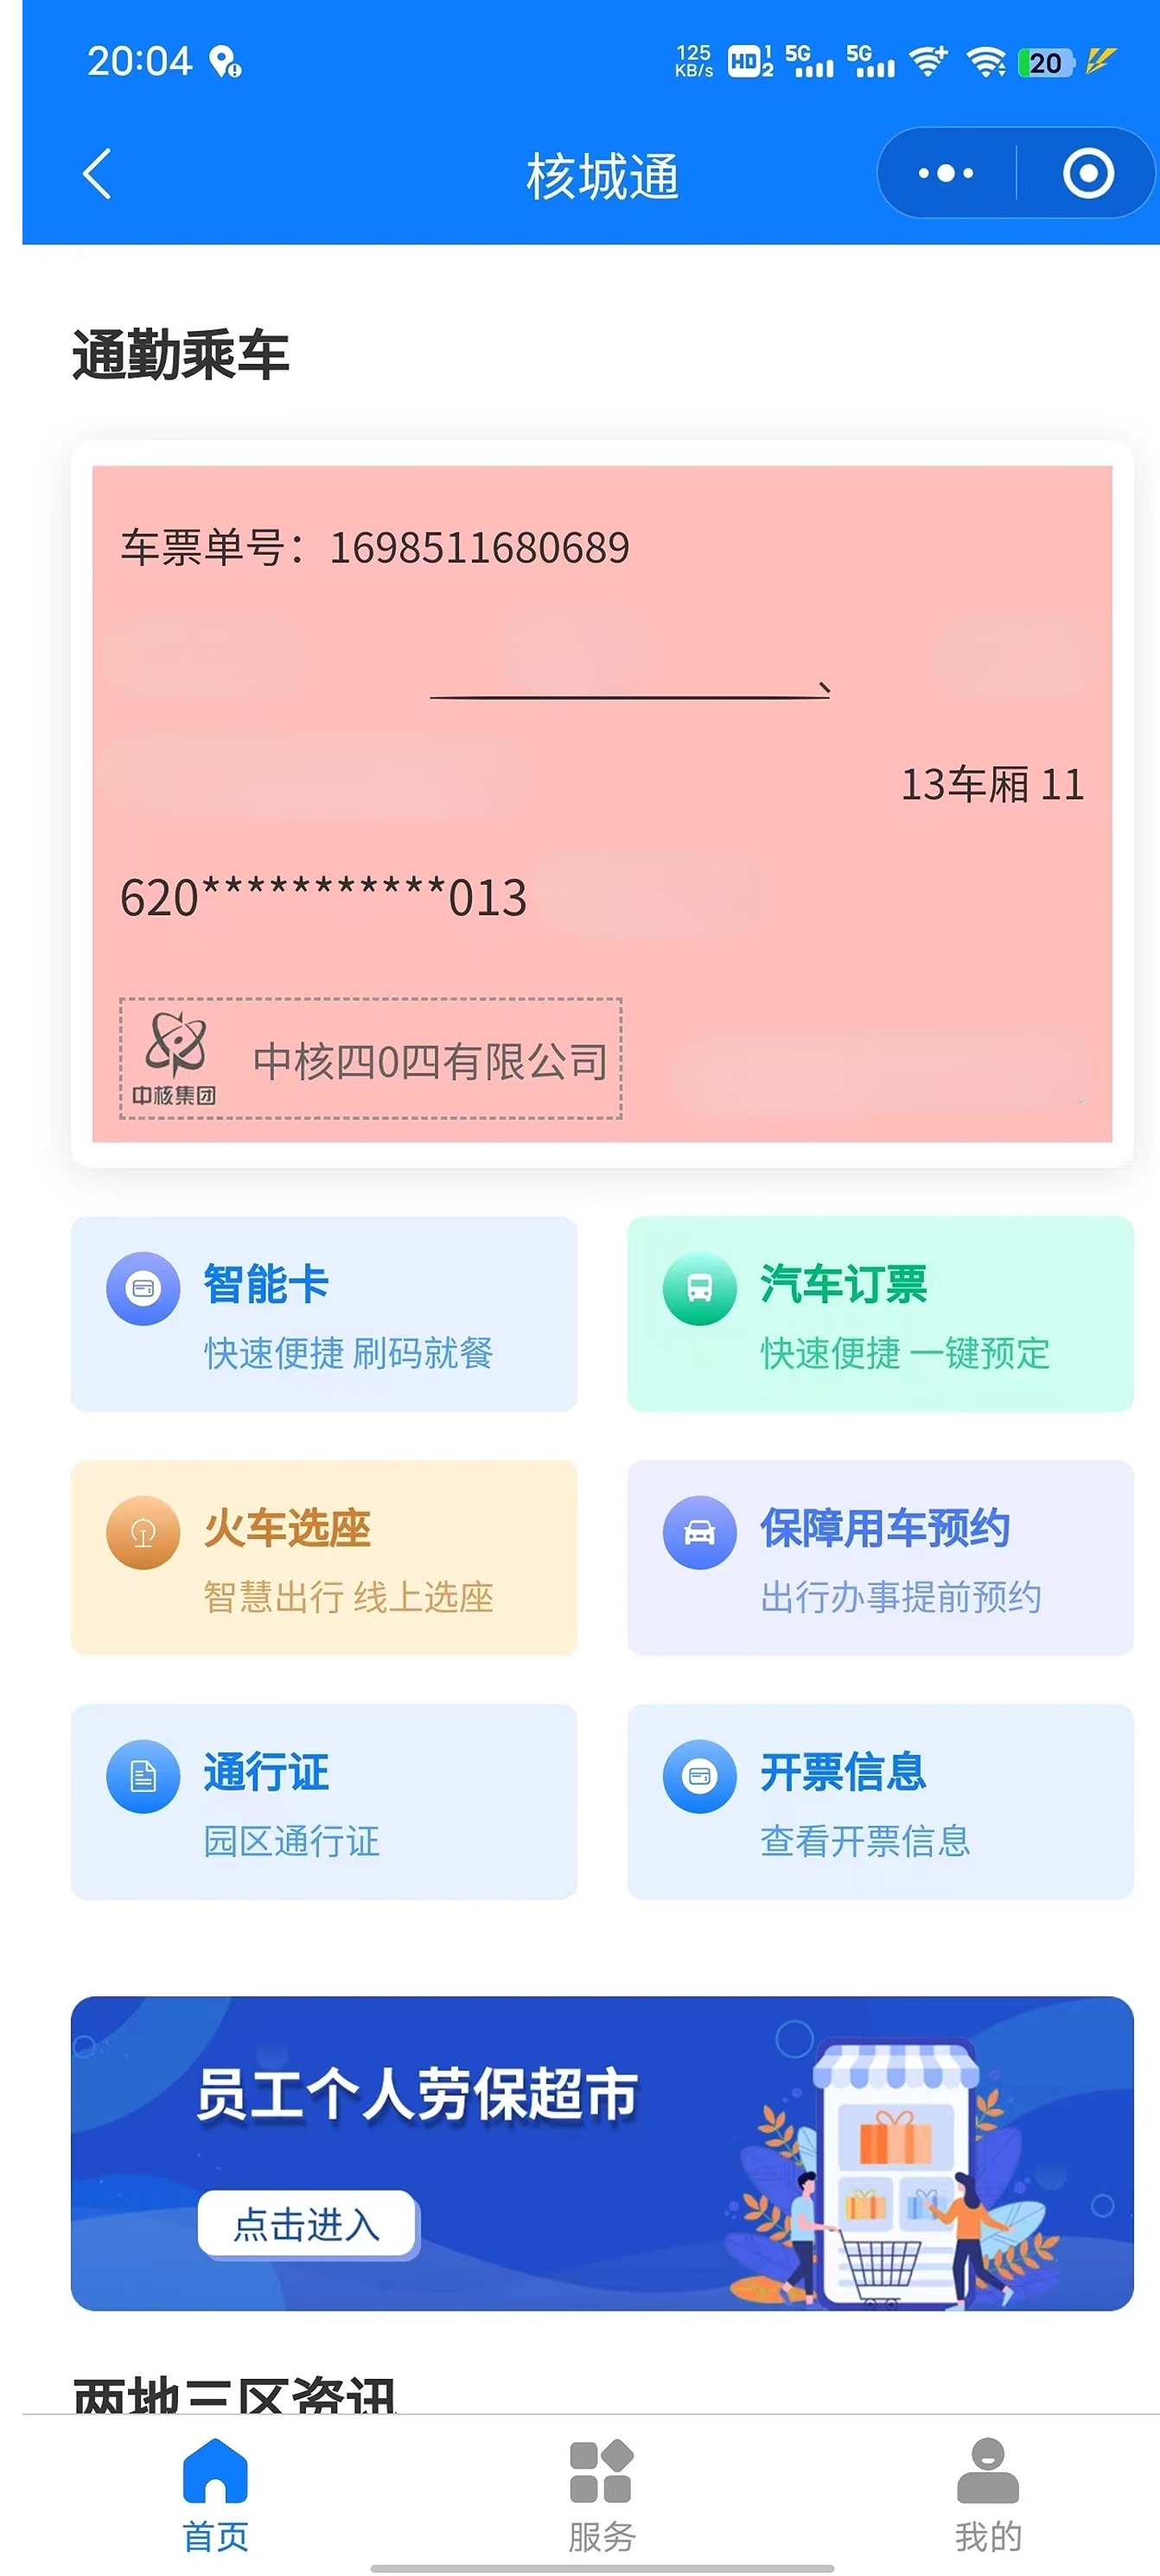 20:04
125 KB/s HD 1 2 5G 5G 20
核城通
通勤乘车
车票单号：1698511680689
13车厢 11
620***********013
中核集团
中核四0四有限公司
智能卡
快速便捷 刷码就餐
汽车订票
快速便捷 一键预定
火车选座
智慧出行 线上选座
保障用车预约
出行办事提前预约
通行证
园区通行证
开票信息
查看开票信息
员工个人劳保超市
点击进入
两地三区资讯
首页
服务
我的